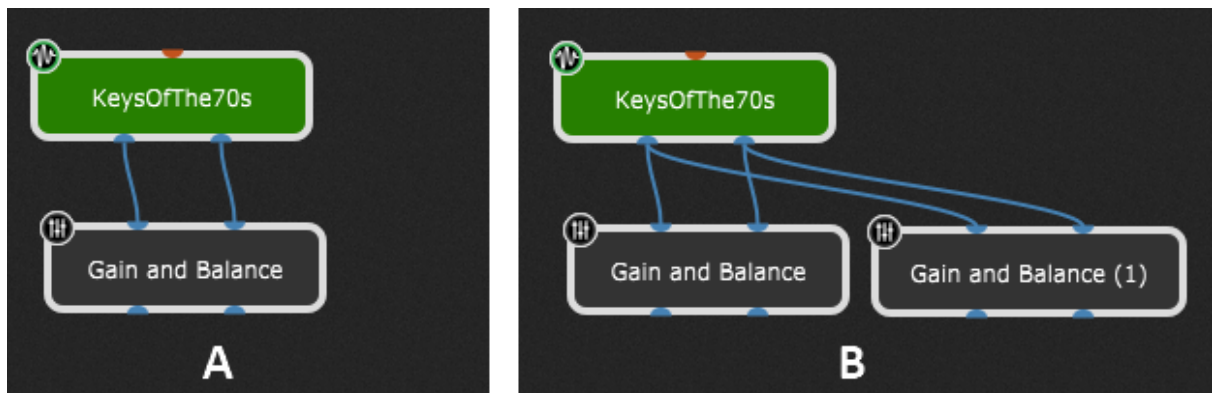 KeysOfThe70s
Gain and Balance
A
KeysOfThe70s
Gain and Balance
Gain and Balance (1)
B